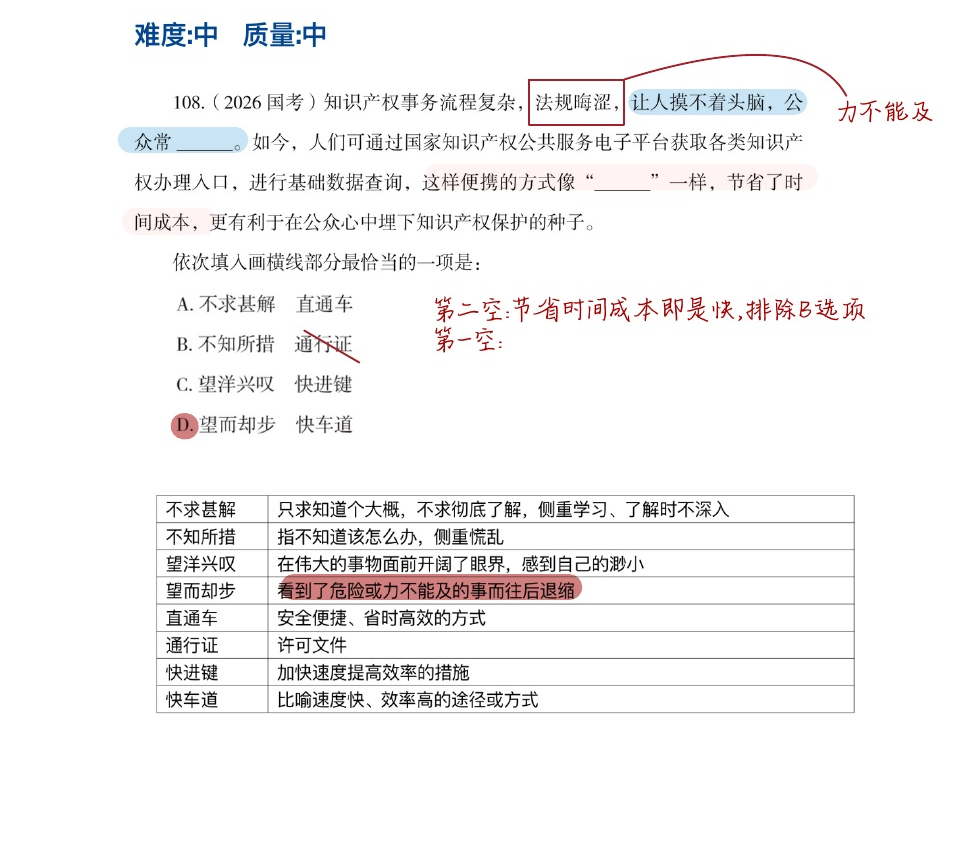 难度:中 质量:中
力不能及
108.（2026 国考）知识产权事务流程复杂，法规晦涩，让人摸不着头脑，公
众常 ______。如今，人们可通过国家知识产权公共服务电子平台获取各类知识产
权办理入口，进行基础数据查询，这样便携的方式像“______”一样，节省了时
间成本，更有利于在公众心中埋下知识产权保护的种子。
依次填入画横线部分最恰当的一项是：
A. 不求甚解 直通车
B. 不知所措 通行证
C. 望洋兴叹 快进键
D. 望而却步 快车道
第二空:节省时间成本即是快,排除B选项
第一空:
不求甚解 只求知道个大概，不求彻底了解，侧重学习、了解时不深入
不知所措 指不知道该怎么办，侧重慌乱
望洋兴叹 在伟大的事物面前开阔了眼界，感到自己的渺小
望而却步 看到了危险或力不能及的事而往后退缩
直通车 安全便捷、省时高效的方式
通行证 许可文件
快进键 加快速度提高效率的措施
快车道 比喻速度快、效率高的途径或方式